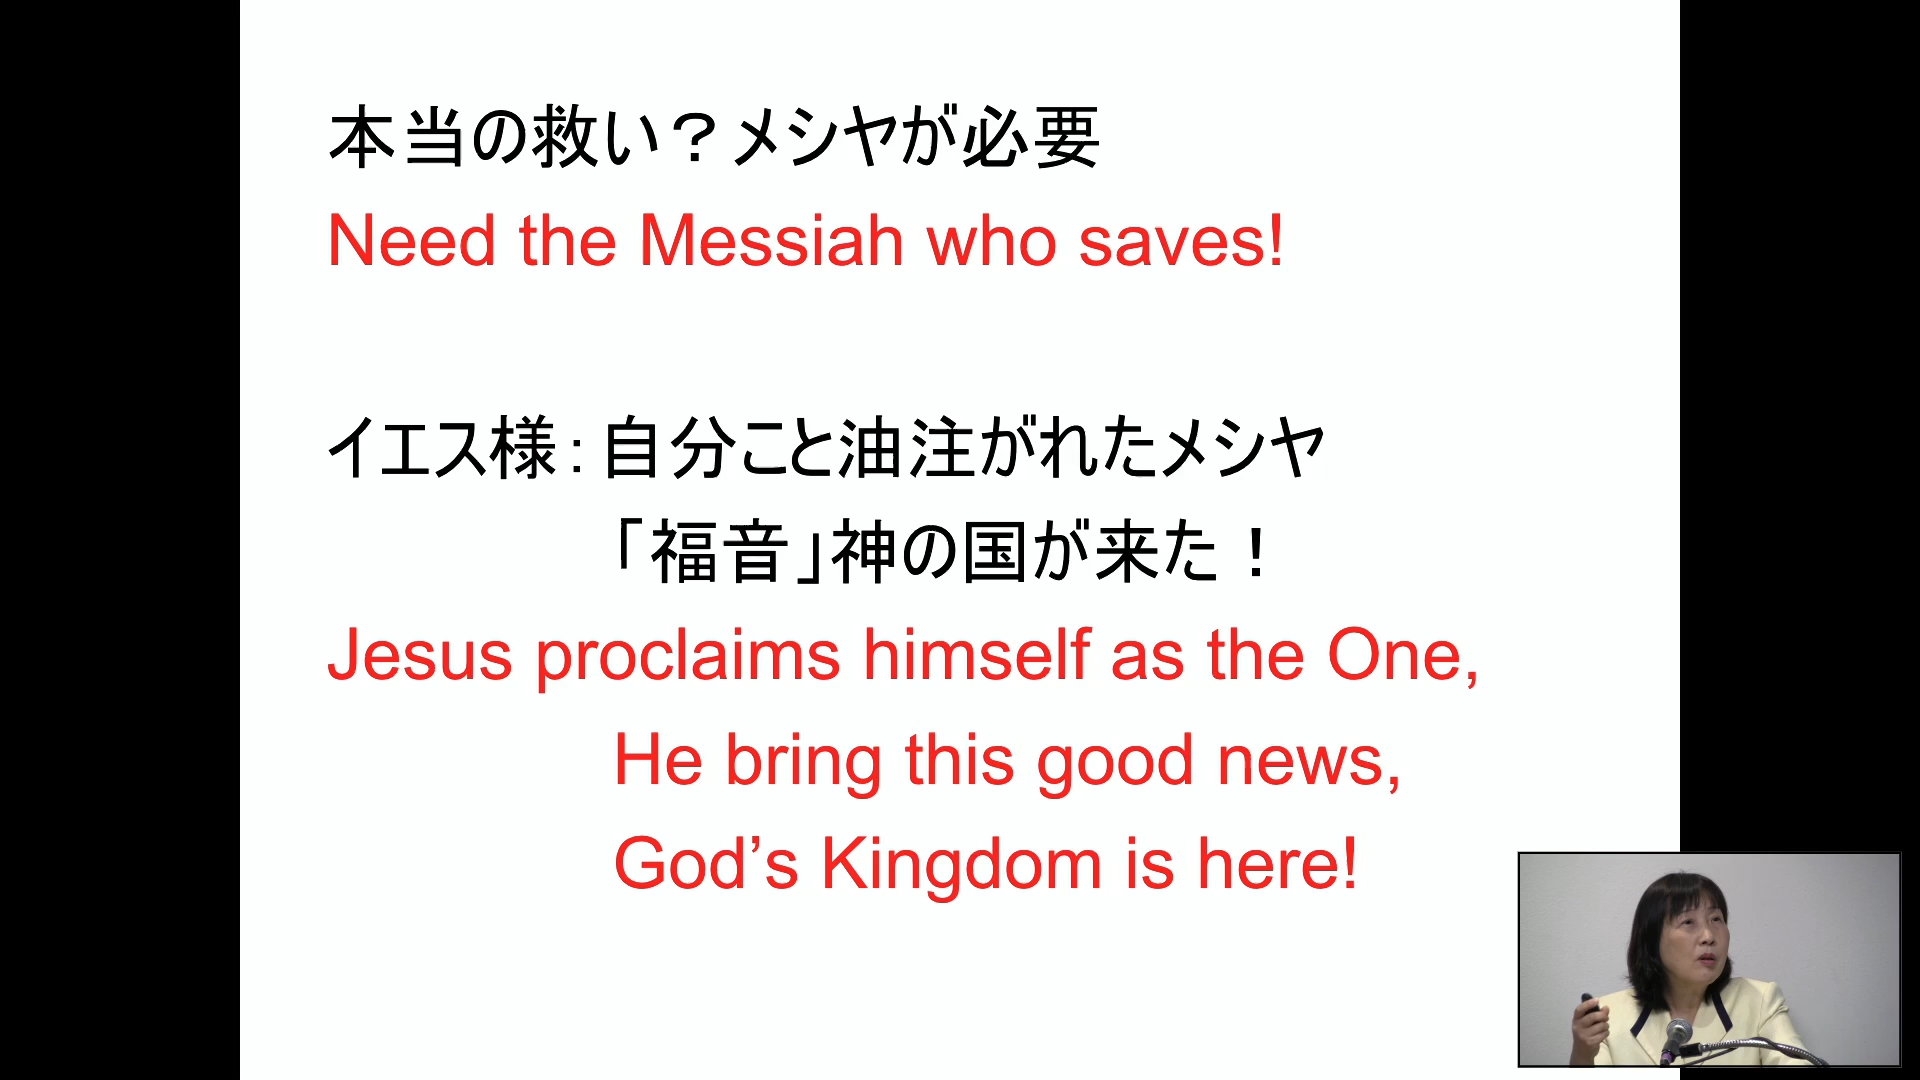 本当の救い？メシヤが必要
Need the Messiah who saves!
イエス様：自分こと油注がれたメシヤ
「福音」神の国が来た！
Jesus proclaims himself as the One,
He bring this good news,
God’s Kingdom is here!